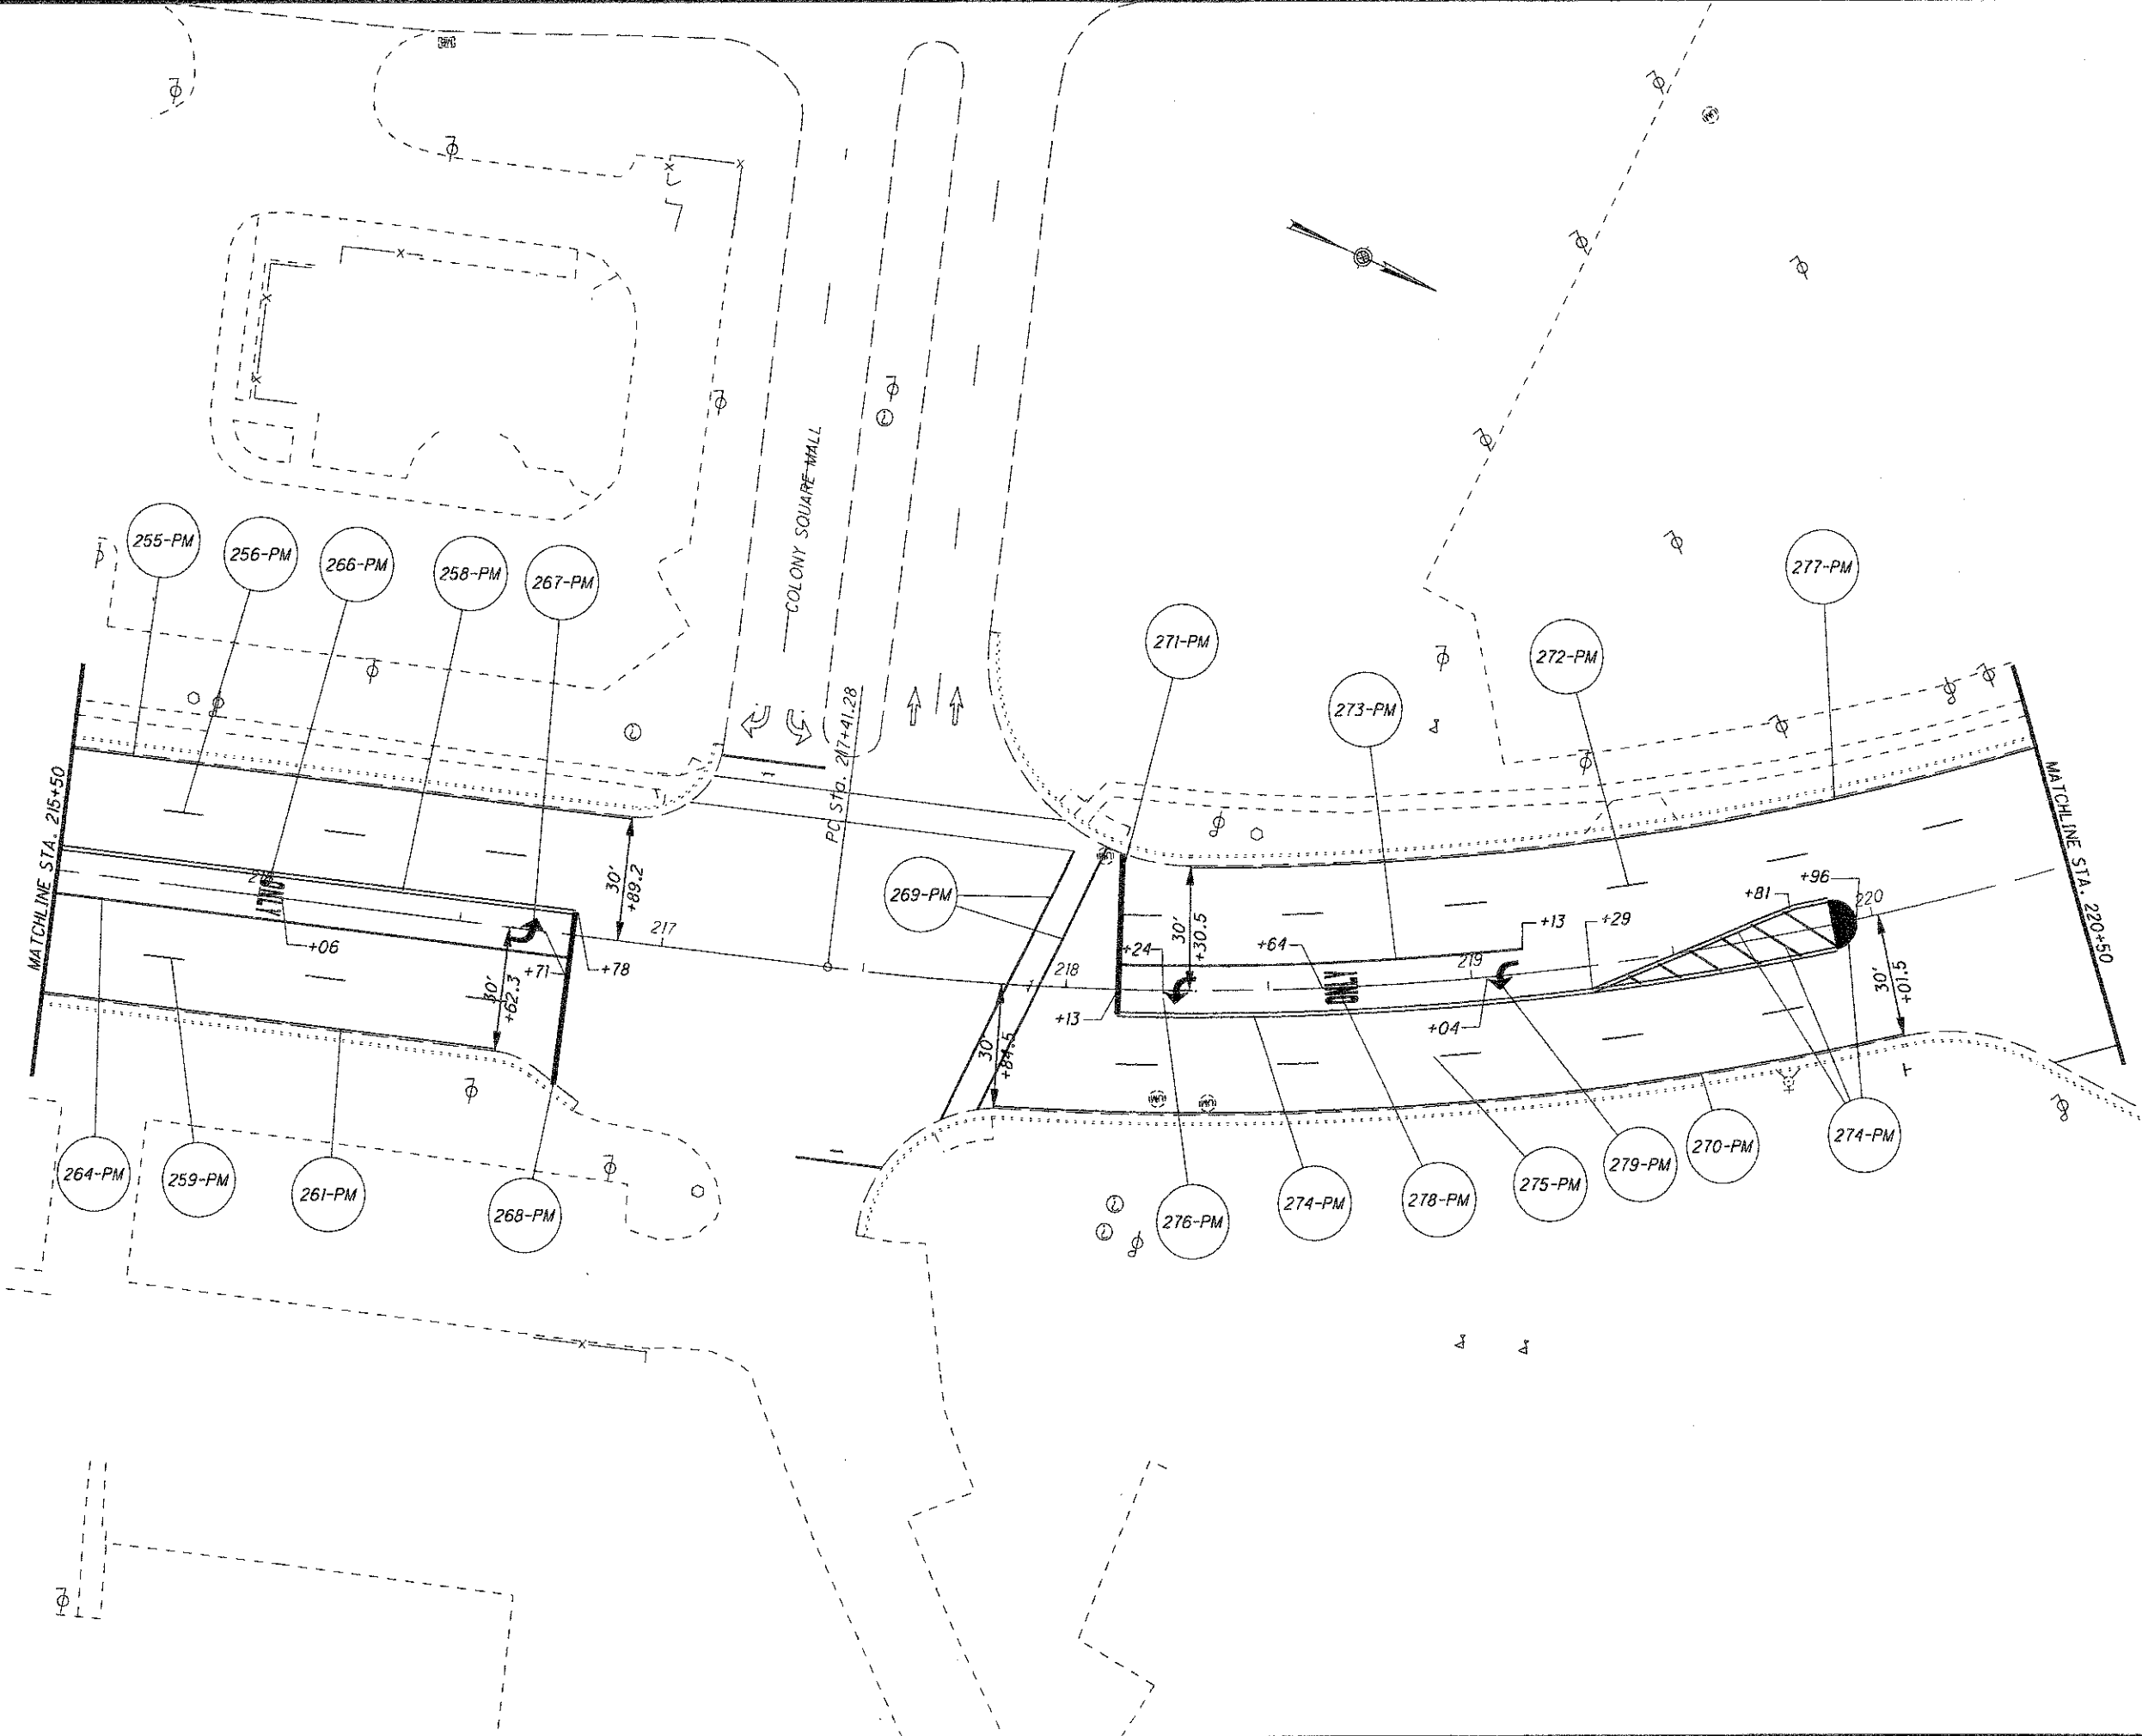 COLONY SQUARE MALL
255-PM
256-PM
266-PM
258-PM
267-PM
277-PM
271-PM
272-PM
273-PM
PC Sta. 217+41.28
MATCHLINE STA. 215+50
MATCHLINE STA. 220+50
ONLY
+06
30'
+89.2
217
269-PM
+71
+78
30'
+62.3
218
+24
30'
+30.5
+64
+13
219
+29
+81
+96
220
ONLY
+13
+04
30'
+84.5
30'
+01.5
264-PM
259-PM
261-PM
268-PM
276-PM
274-PM
278-PM
275-PM
279-PM
270-PM
274-PM